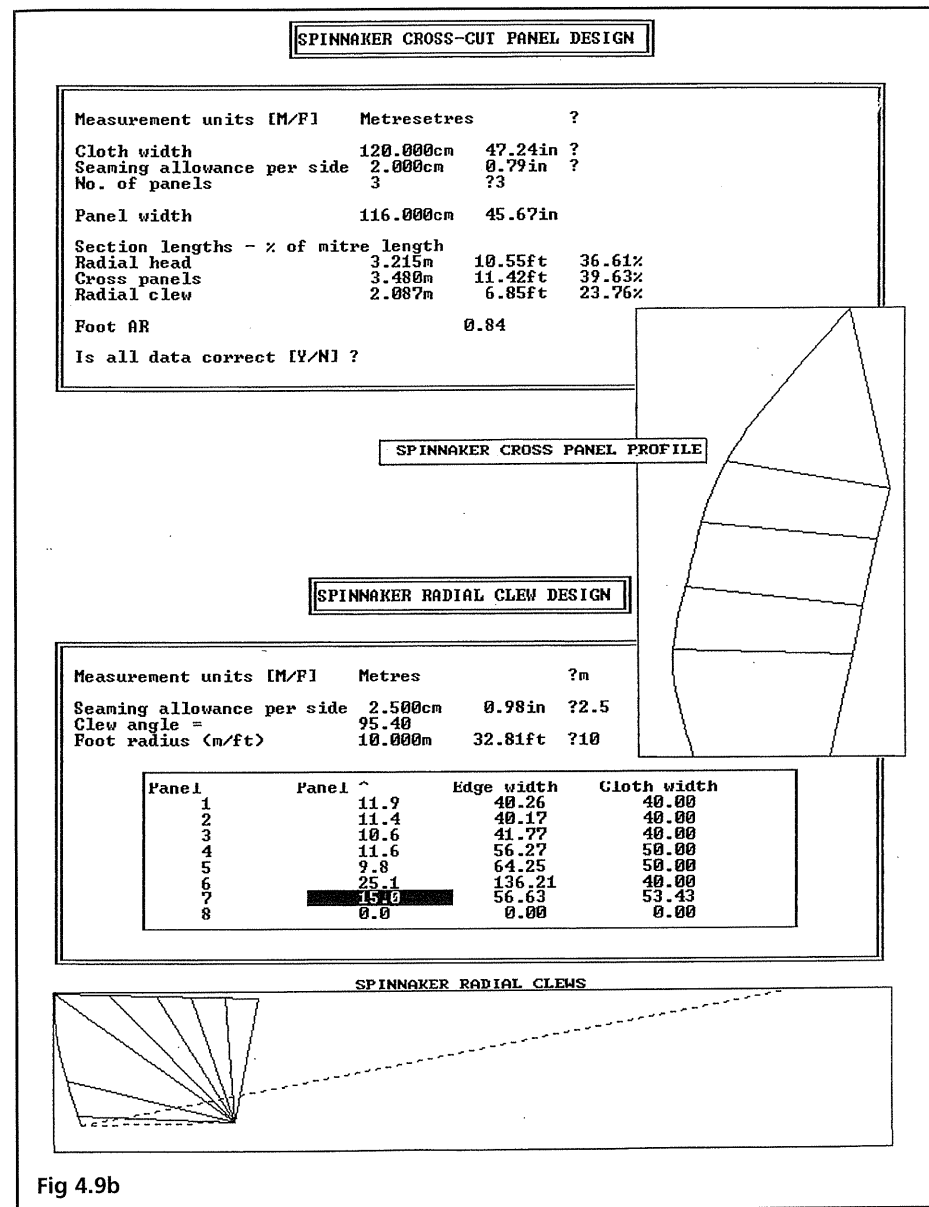 SPINNAKER CROSS-CUT PANEL DESIGN
Measurement units [M/F] Metresetres ?
Cloth width 120.000cm 47.24in ?
Seaming allowance per side 2.000cm 0.79in ?
No. of panels 3 ?3
Panel width 116.000cm 45.67in
Section lengths - % of mitre length
Radial head 3.215m 10.55ft 36.61%
Cross panels 3.480m 11.42ft 39.63%
Radial clew 2.087m 6.85ft 23.76%
Foot AR 0.84
Is all data correct [Y/N] ?
SPINNAKER CROSS PANEL PROFILE
SPINNAKER RADIAL CLEW DESIGN
Measurement units [M/F] Metres ?m
Seaming allowance per side 2.500cm 0.98in ?2.5
Clew angle = 95.40
Foot radius (m/ft) 10.000m 32.81ft ?10
Panel Panel ^ Edge width Cloth width
1 11.9 40.26 40.00
2 11.4 40.17 40.00
3 10.6 41.77 40.00
4 11.6 56.27 50.00
5 9.8 64.25 50.00
6 25.1 136.21 40.00
7 15.0 56.63 53.43
8 0.0 0.00 0.00
SPINNAKER RADIAL CLEWS
Fig 4.9b